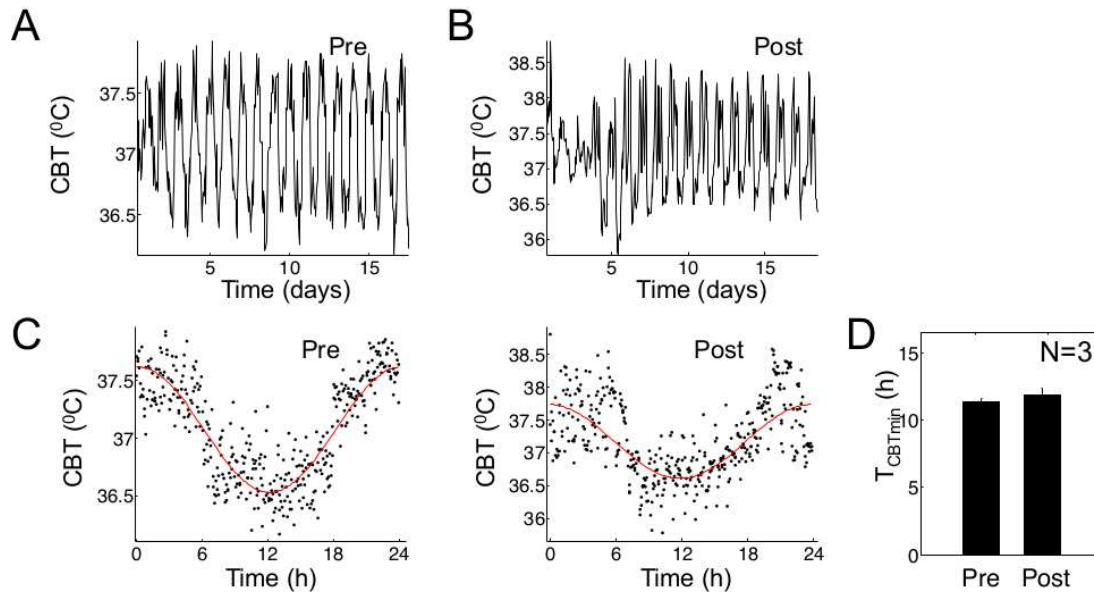 A
Pre
CBT (⁰C)
37.5
37
36.5
5
10
15
Time (days)
B
Post
CBT (⁰C)
38.5
38
37.5
37
36.5
36
5
10
15
Time (days)
C
Pre
CBT (⁰C)
37.5
37
36.5
0
6
12
18
24
Time (h)
Post
CBT (⁰C)
38.5
38
37.5
37
36.5
36
0
6
12
18
24
Time (h)
D
N=3
T_CBTmin (h)
15
10
5
0
Pre
Post